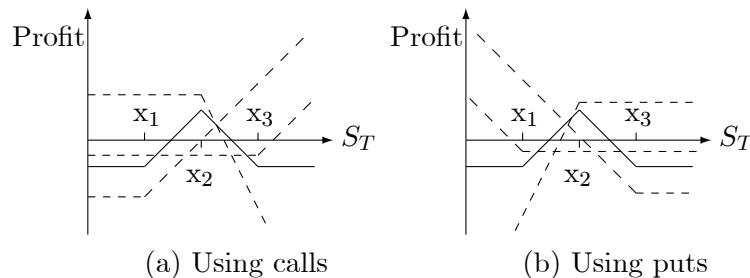 Profit
x1
x3
S_T
x2
(a) Using calls
Profit
x1
x3
S_T
x2
(b) Using puts